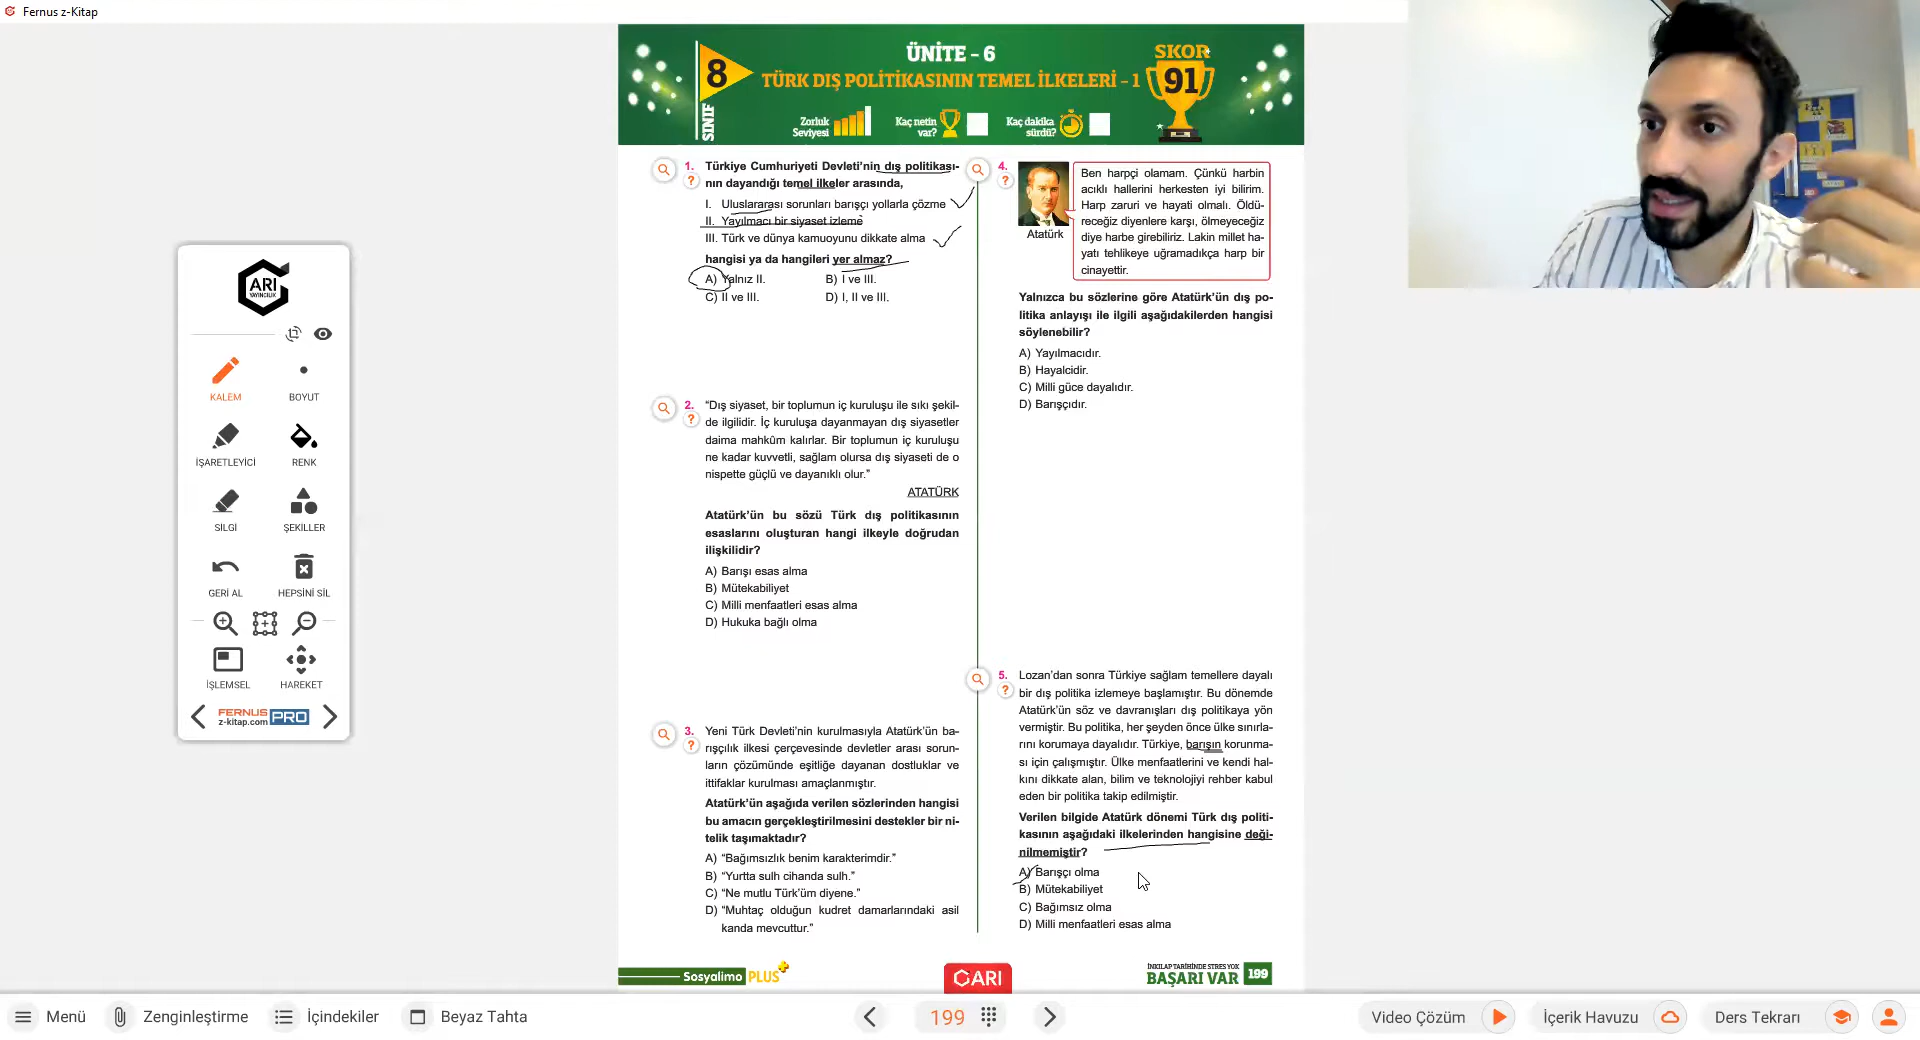 Fernus z-Kitap
ÜNİTE - 6
TÜRK DIŞ POLİTİKASININ TEMEL İLKELERİ - 1
8
SINIF
SKOR
91
Zorluk
Seviyesi
Kaç netin
var?
Kaç dakika
sürdü?
1. Türkiye Cumhuriyeti Devleti'nin dış politikası-
nın dayandığı temel ilkeler arasında,
I. Uluslararası sorunları barışçı yollarla çözme
II. Yayılmacı bir siyaset izleme
III. Türk ve dünya kamuoyunu dikkate alma
hangisi ya da hangileri yer almaz?
A) Yalnız II. B) I ve III.
C) II ve III. D) I, II ve III.
2. “Dış siyaset, bir toplumun iç kuruluşu ile sıkı şekil-
de ilgilidir. İç kuruluşa dayanmayan dış siyasetler
daima mahkûm kalırlar. Bir toplumun iç kuruluşu
ne kadar kuvvetli, sağlam olursa dış siyaseti de o
nispette güçlü ve dayanıklı olur.”
ATATÜRK
Atatürk'ün bu sözü Türk dış politikasının
esaslarını oluşturan hangi ilkeyle doğrudan
ilişkilidir?
A) Barışı esas alma
B) Mütekabiliyet
C) Milli menfaatleri esas alma
D) Hukuka bağlı olma
3. Yeni Türk Devleti'nin kurulmasıyla Atatürk'ün ba-
rışçılık ilkesi çerçevesinde devletler arası sorun-
ların çözümünde eşitliğe dayanan dostluklar ve
ittifaklar kurulması amaçlanmıştır.
Atatürk'ün aşağıda verilen sözlerinden hangisi
bu amacın gerçekleştirilmesini destekler bir ni-
telik taşımaktadır?
A) “Bağımsızlık benim karakterimdir.”
B) “Yurtta sulh cihanda sulh.”
C) “Ne mutlu Türk'üm diyene.”
D) “Muhtaç olduğun kudret damarlarındaki asil
kanda mevcuttur.”
4. Ben harpçi olamam. Çünkü harbin
acıklı hallerini herkesten iyi bilirim.
Harp zaruri ve hayati olmalı. Öldü-
receğiz diyenlere karşı, ölmeyeceğiz
diye harbe girebiliriz. Lakin millet ha-
yatı tehlikeye uğramadıkça harp bir
cinayettir.
Atatürk
Yalnızca bu sözlerine göre Atatürk'ün dış po-
litika anlayışı ile ilgili aşağıdakilerden hangisi
söylenebilir?
A) Yayılmacıdır.
B) Hayalcidir.
C) Milli güce dayalıdır.
D) Barışçıdır.
5. Lozan'dan sonra Türkiye sağlam temellere dayalı
bir dış politika izlemeye başlamıştır. Bu dönemde
Atatürk'ün söz ve davranışları dış politikaya yön
vermiştir. Bu politika, her şeyden önce ülke sınırla-
rını korumaya dayalıdır. Türkiye, barışın korunma-
sı için çalışmıştır. Ülke menfaatlerini ve kendi hal-
kını dikkate alan, bilim ve teknolojiyi rehber kabul
eden bir politika takip edilmiştir.
Verilen bilgide Atatürk dönemi Türk dış politi-
kasının aşağıdaki ilkelerinden hangisine deği-
nilmemiştir?
A) Barışçı olma
B) Mütekabiliyet
C) Bağımsız olma
D) Milli menfaatleri esas alma
Sosyalimo PLUS
ARI
İNKILAP TARİHİNDE STRES YOK
BAŞARI VAR 199
ARI
YAYINCILIK
KALEM
BOYUT
İŞARETLEYİCİ
RENK
SİLGİ
ŞEKİLLER
GERİ AL
HEPSİNİ SİL
İŞLEMSEL
HAREKET
FERNUS
z-kitap.com
PRO
Menü
Zenginleştirme
İçindekiler
Beyaz Tahta
199
Video Çözüm
İçerik Havuzu
Ders Tekrarı